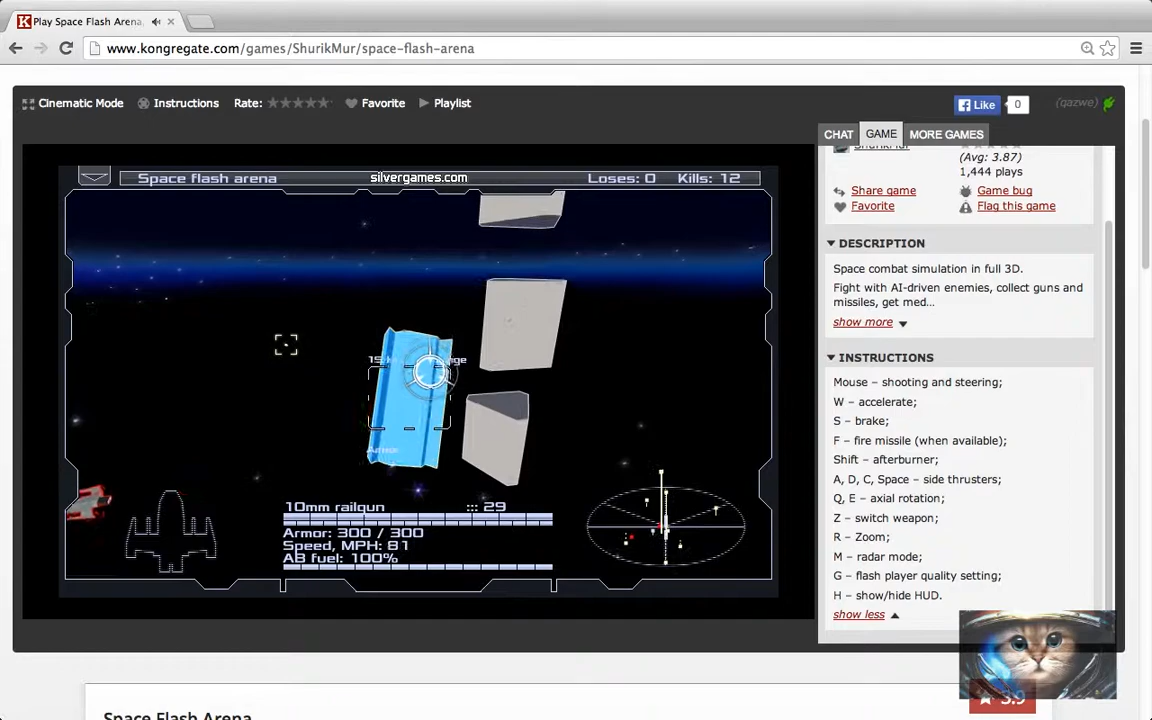 Play Space Flash Arena,
www.kongregate.com/games/ShurikMur/space-flash-arena
Cinematic Mode
Instructions
Rate:
Favorite
Playlist
Like
0
(qazwe)
CHAT
GAME
MORE GAMES
ShurikMur
(Avg: 3.87)
1,444 plays
Share game
Game bug
Favorite
Flag this game
DESCRIPTION
Space combat simulation in full 3D.
Fight with AI-driven enemies, collect guns and
missiles, get med...
show more
INSTRUCTIONS
Mouse – shooting and steering;
W – accelerate;
S – brake;
F – fire missile (when available);
Shift – afterburner;
A, D, C, Space – side thrusters;
Q, E – axial rotation;
Z – switch weapon;
R – Zoom;
M – radar mode;
G – flash player quality setting;
H – show/hide HUD.
show less
Space flash arena
silvergames.com
Loses: 0
Kills: 12
Armor
10mm railgun
::: 29
Armor: 300 / 300
Speed, MPH: 81
AB fuel: 100%
3.9
Space Flash Arena